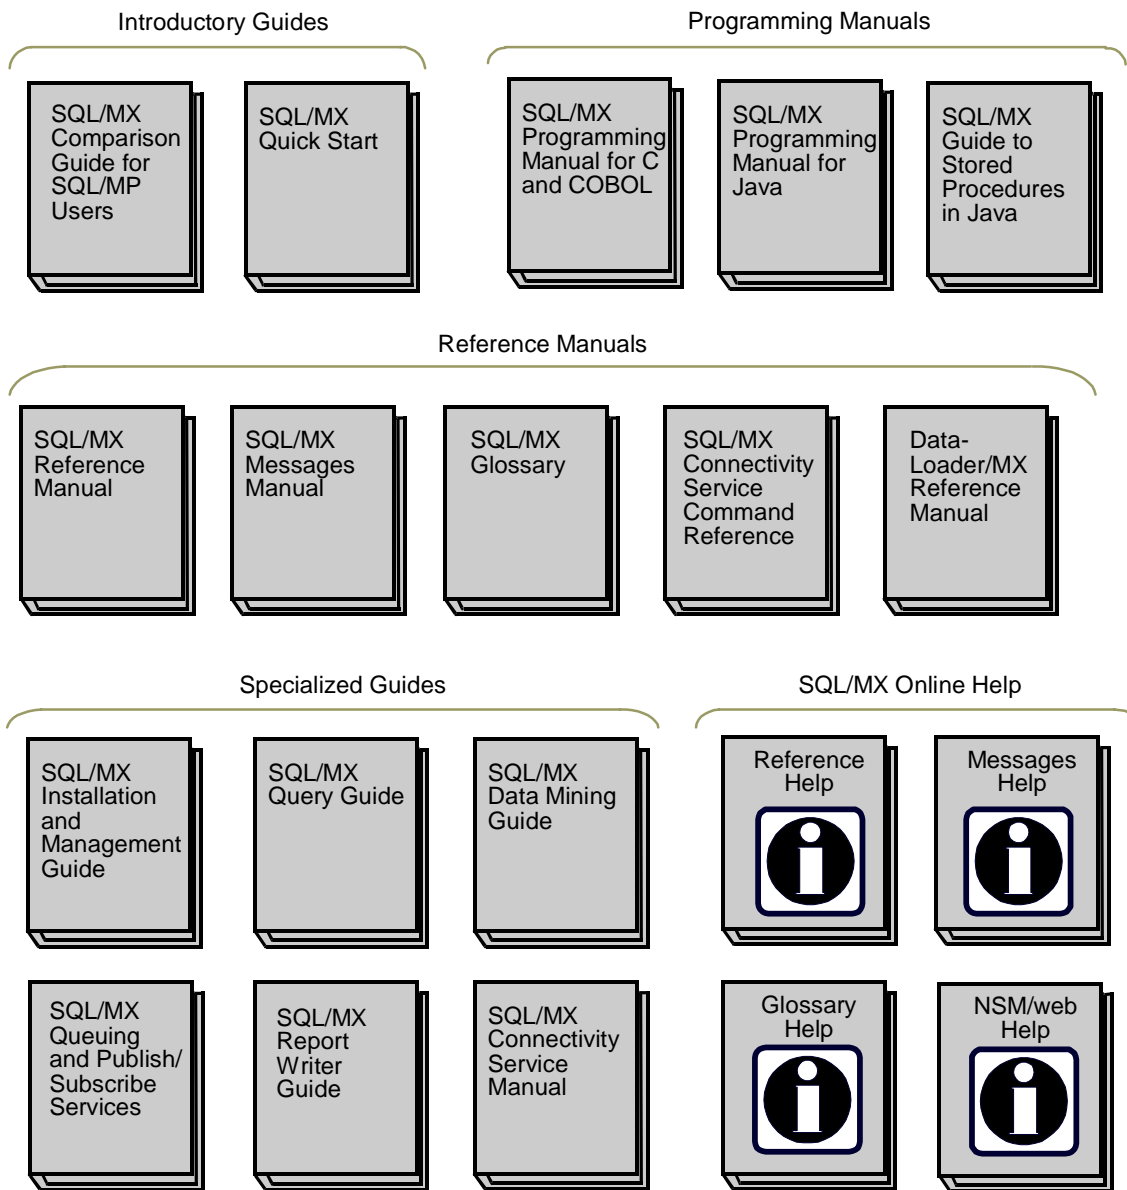 Introductory Guides
Programming Manuals
SQL/MX
Comparison
Guide for
SQL/MP
Users
SQL/MX
Quick Start
SQL/MX
Programming
Manual for C
and COBOL
SQL/MX
Programming
Manual for
Java
SQL/MX
Guide to
Stored
Procedures
in Java
Reference Manuals
SQL/MX
Reference
Manual
SQL/MX
Messages
Manual
SQL/MX
Glossary
SQL/MX
Connectivity
Service
Command
Reference
Data-
Loader/MX
Reference
Manual
Specialized Guides
SQL/MX Online Help
SQL/MX
Installation
and
Management
Guide
SQL/MX
Query Guide
SQL/MX
Data Mining
Guide
Reference
Help
Messages
Help
SQL/MX
Queuing
and Publish/
Subscribe
Services
SQL/MX
Report
Writer
Guide
SQL/MX
Connectivity
Service
Manual
Glossary
Help
NSM/web
Help